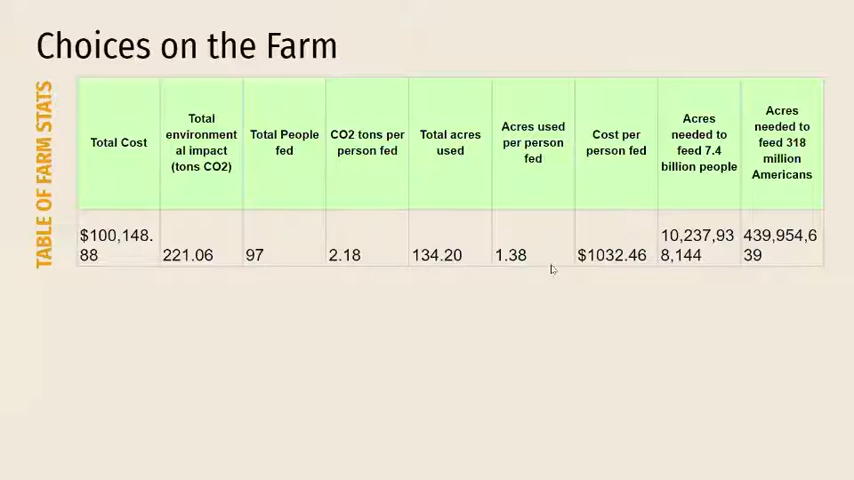 Choices on the Farm
TABLE OF FARM STATS
Total Cost
Total
environment
al impact
(tons CO2)
Total People
fed
CO2 tons per
person fed
Total acres
used
Acres used
per person
fed
Cost per
person fed
Acres
needed to
feed 7.4
billion people
Acres
needed to
feed 318
million
Americans
$100,148.
88
221.06
97
2.18
134.20
1.38
$1032.46
10,237,93
8,144
439,954,6
39